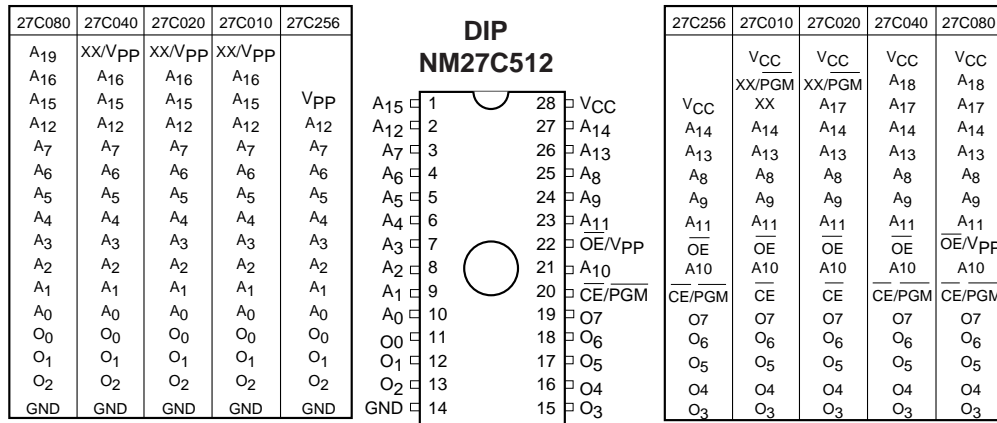 27C080 27C040 27C020 27C010 27C256
A19 XX/VPP XX/VPP XX/VPP
A16 A16 A16 A16
A15 A15 A15 A15 VPP
A12 A12 A12 A12 A12
A7 A7 A7 A7 A7
A6 A6 A6 A6 A6
A5 A5 A5 A5 A5
A4 A4 A4 A4 A4
A3 A3 A3 A3 A3
A2 A2 A2 A2 A2
A1 A1 A1 A1 A1
A0 A0 A0 A0 A0
O0 O0 O0 O0 O0
O1 O1 O1 O1 O1
O2 O2 O2 O2 O2
GND GND GND GND GND
DIP
NM27C512
A15 1 28 VCC
A12 2 27 A14
A7 3 26 A13
A6 4 25 A8
A5 5 24 A9
A4 6 23 A11
A3 7 22 OE/VPP
A2 8 21 A10
A1 9 20 CE/PGM
A0 10 19 O7
O0 11 18 O6
O1 12 17 O5
O2 13 16 O4
GND 14 15 O3
27C256 27C010 27C020 27C040 27C080
VCC VCC VCC VCC
XX/PGM XX/PGM A18 A18
VCC XX A17 A17 A17
A14 A14 A14 A14 A14
A13 A13 A13 A13 A13
A8 A8 A8 A8 A8
A9 A9 A9 A9 A9
A11 A11 A11 A11 A11
OE OE OE OE OE/VPP
A10 A10 A10 A10 A10
CE/PGM CE CE CE/PGM CE/PGM
O7 O7 O7 O7 O7
O6 O6 O6 O6 O6
O5 O5 O5 O5 O5
O4 O4 O4 O4 O4
O3 O3 O3 O3 O3